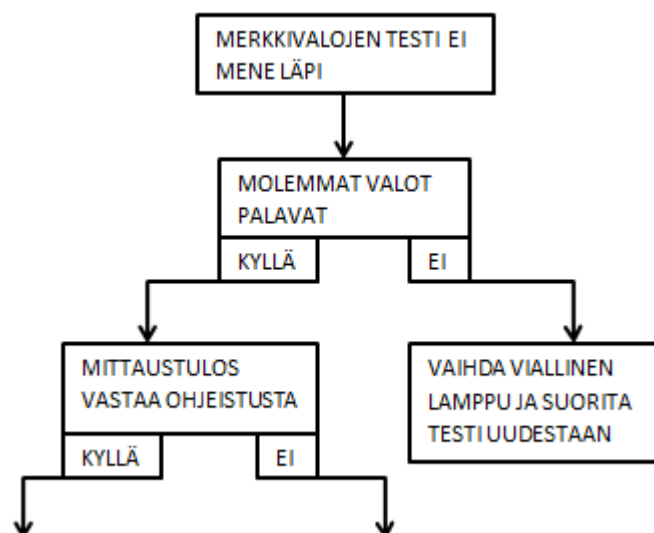 MERKKIVALOJEN TESTI EI
MENE LÄPI
MOLEMMAT VALOT
PALAVAT
KYLLÄ
EI
MITTAUSTULOS
VASTAA OHJEISTUSTA
KYLLÄ
EI
VAIHDA VIALLINEN
LAMPPU JA SUORITA
TESTI UUDESTAAN